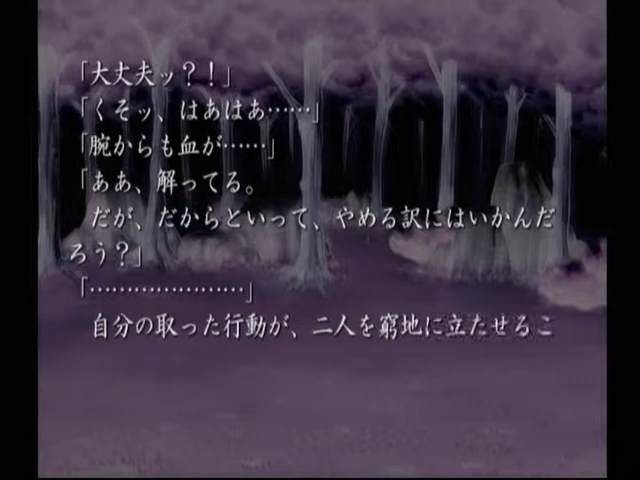 「大丈夫ッ？！」
「くそッ、はあはあ……」
「腕からも血が……」
「ああ、解ってる。
だが、だからといって、やめる訳にはいかんだ
ろう？」
「…………………」
自分の取った行動が、二人を窮地に立たせるこ